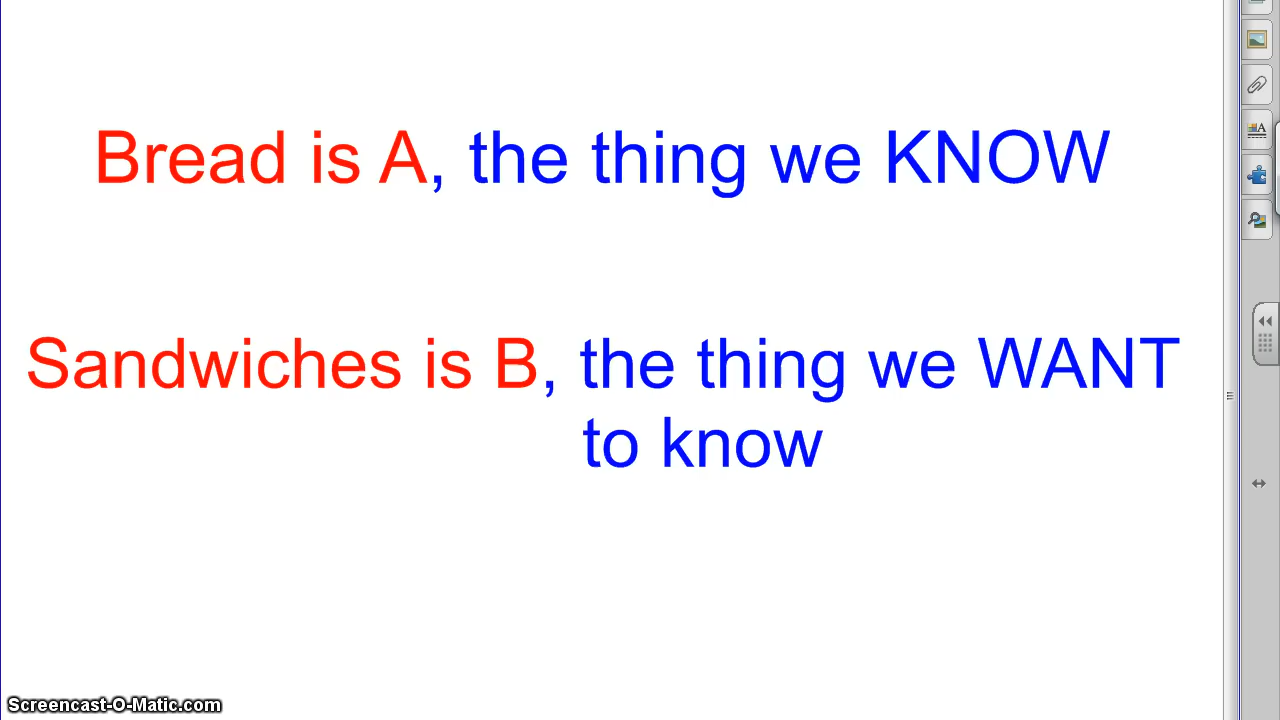 Bread is A, the thing we KNOW
Sandwiches is B, the thing we WANT
to know
Screencast-O-Matic.com